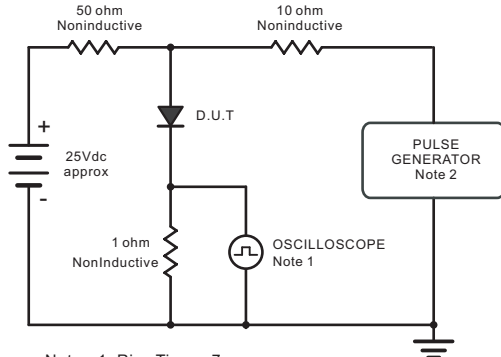 50 ohm
Noninductive
10 ohm
Noninductive
D.U.T
+
25Vdc
approx
-
PULSE
GENERATOR
Note 2
1 ohm
NonInductive
OSCILLOSCOPE
Note 1